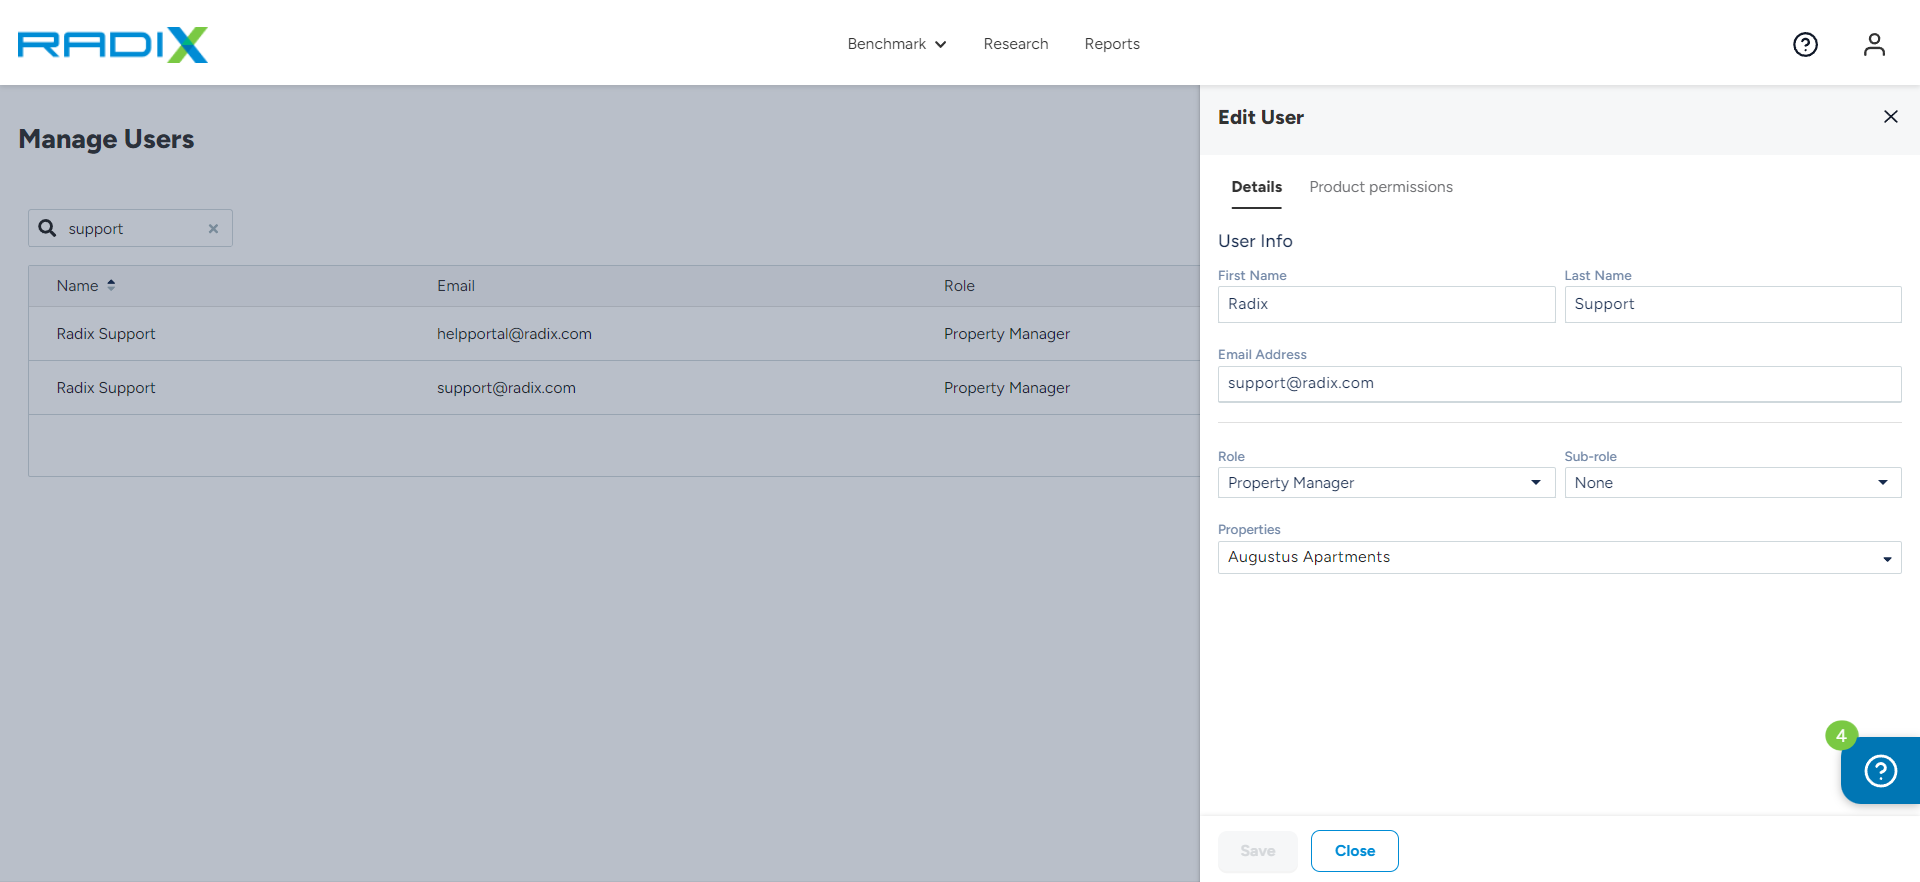 RADIX
Benchmark Research Reports
Manage Users
support
Name Email Role
Radix Support helpportal@radix.com Property Manager
Radix Support support@radix.com Property Manager
Edit User
Details Product permissions
User Info
First Name Last Name
Radix Support
Email Address
support@radix.com
Role Sub-role
Property Manager None
Properties
Augustus Apartments
4
Save Close